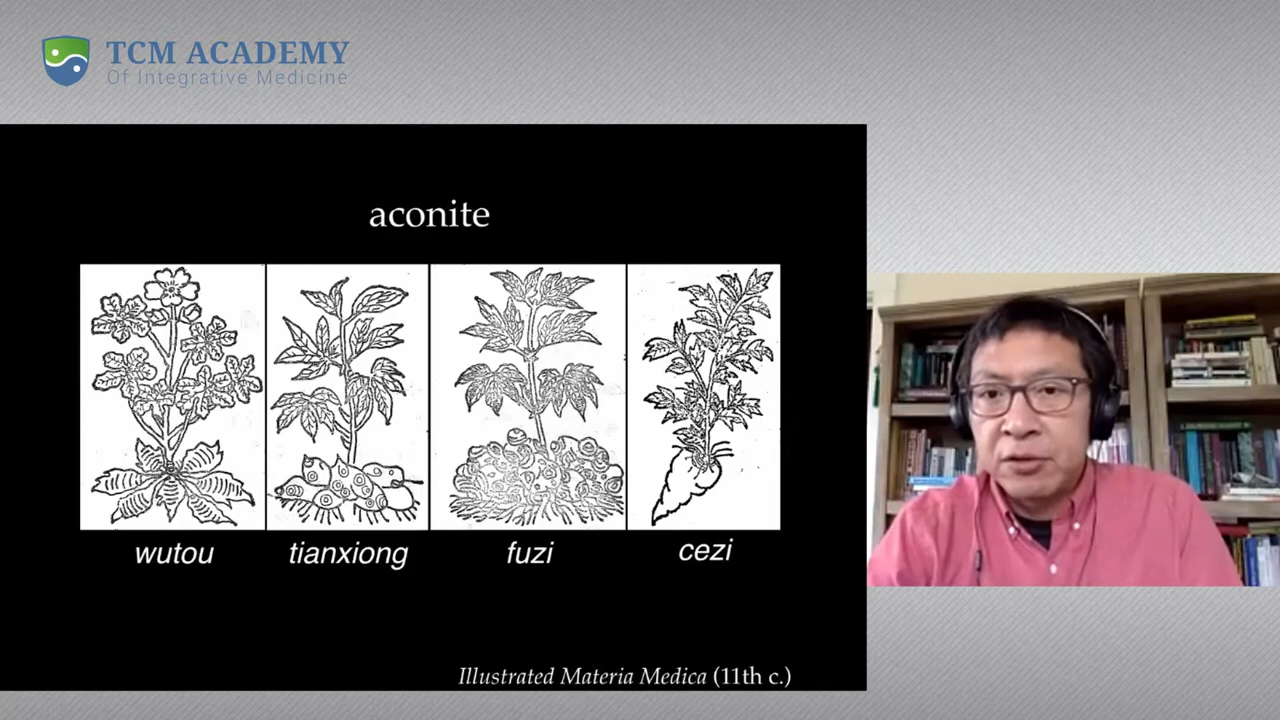 TCM ACADEMY
Of Integrative Medicine
aconite
wutou
tianxiong
fuzi
cezi
Illustrated Materia Medica (11th c.)